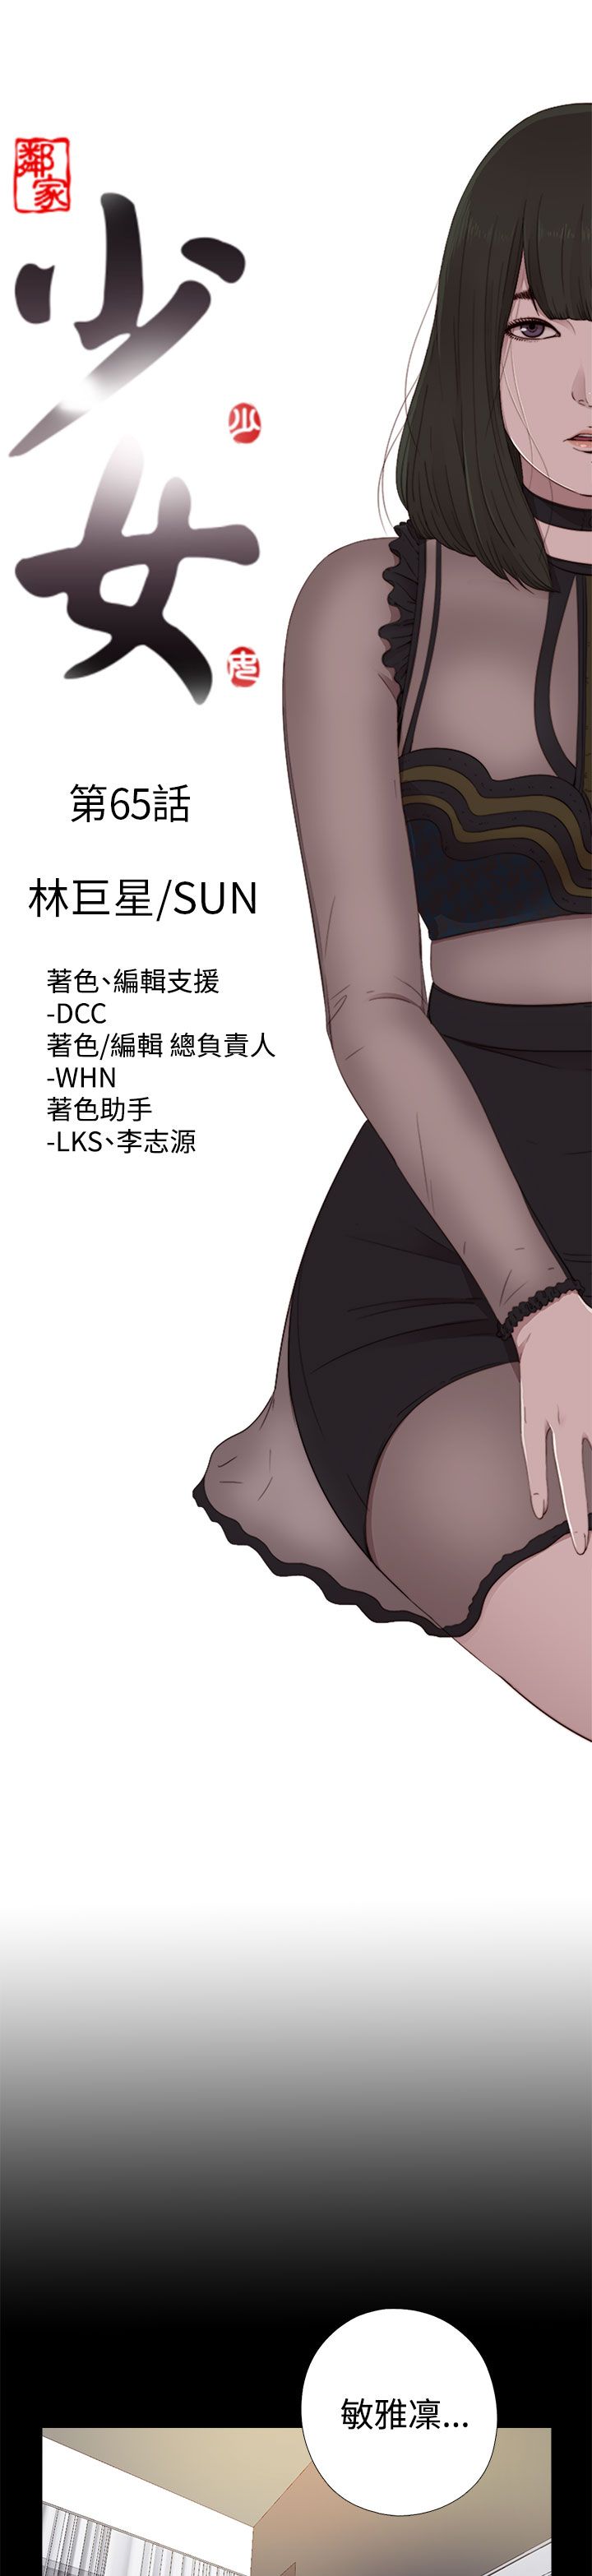 鄰家
少女
少
女
第65話
林巨星/SUN
著色、編輯支援
-DCC
著色/編輯 總負責人
-WHN
著色助手
-LKS、李志源
敏雅凜...